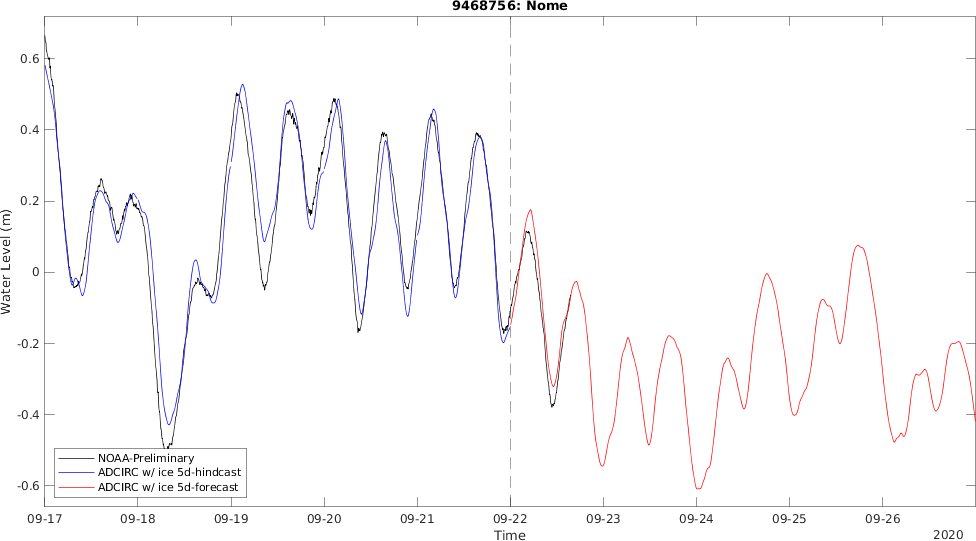 9468756: Nome
Water Level (m)
0.6
0.4
0.2
0
-0.2
-0.4
-0.6
NOAA-Preliminary
ADCIRC w/ ice 5d-hindcast
ADCIRC w/ ice 5d-forecast
09-17 09-18 09-19 09-20 09-21 09-22 09-23 09-24 09-25 09-26
Time
2020